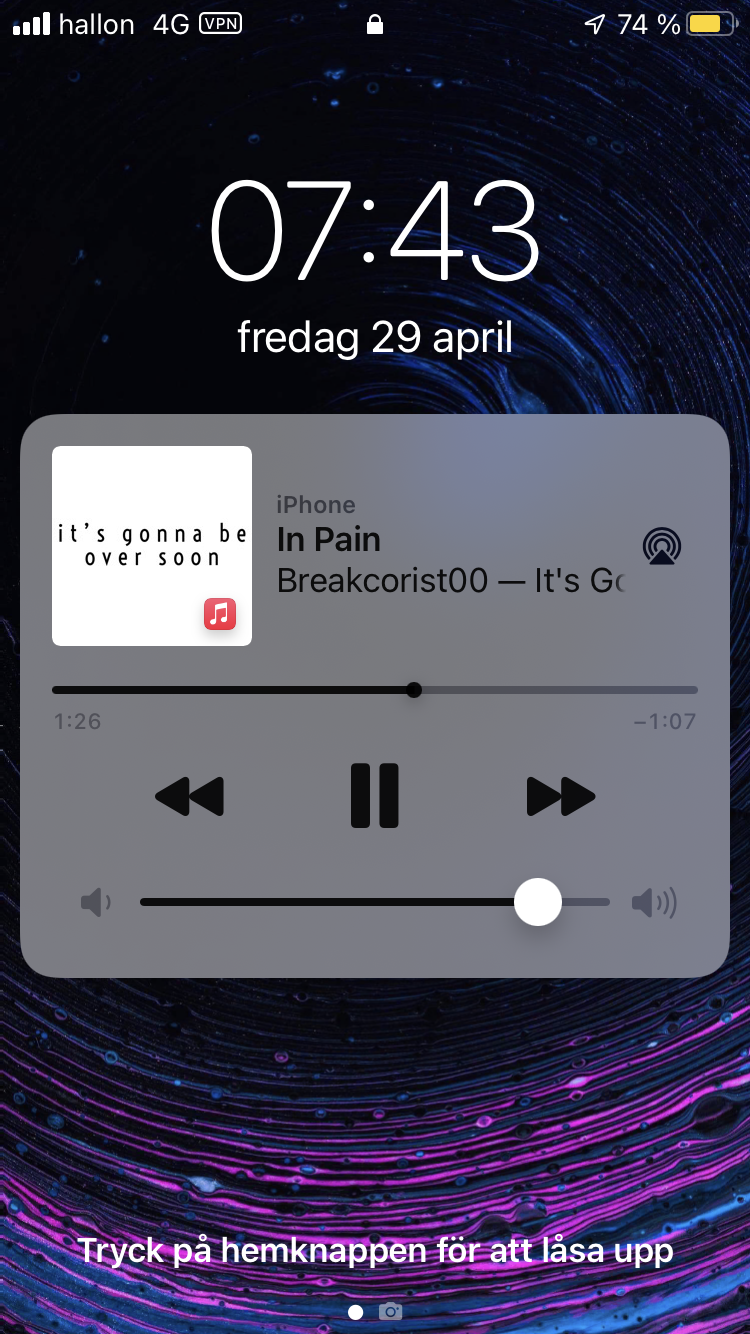 hallon 4G VPN 74 %
07:43
fredag 29 april
it's gonna be
over soon
iPhone
In Pain
Breakcorist00 — It's Go
1:26 −1:07
Tryck på hemknappen för att låsa upp